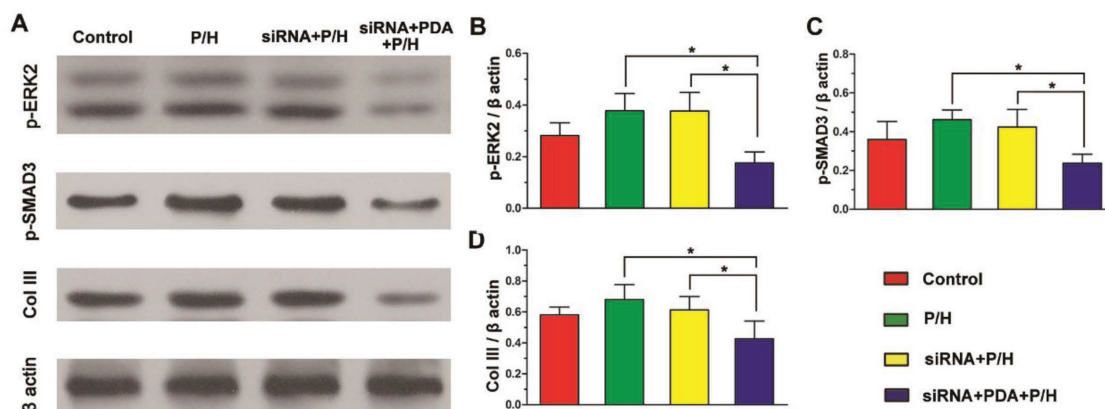 A
Control
P/H
siRNA+P/H
siRNA+PDA
+P/H
p-ERK2
p-SMAD3
Col III
β actin
B
p-ERK2 / β actin
0.6
0.4
0.2
0.0
*
*
C
p-SMAD3 / β actin
0.8
0.6
0.4
0.2
0.0
*
*
D
Col III / β actin
1.0
0.8
0.6
0.4
0.2
0.0
*
*
Control
P/H
siRNA+P/H
siRNA+PDA+P/H